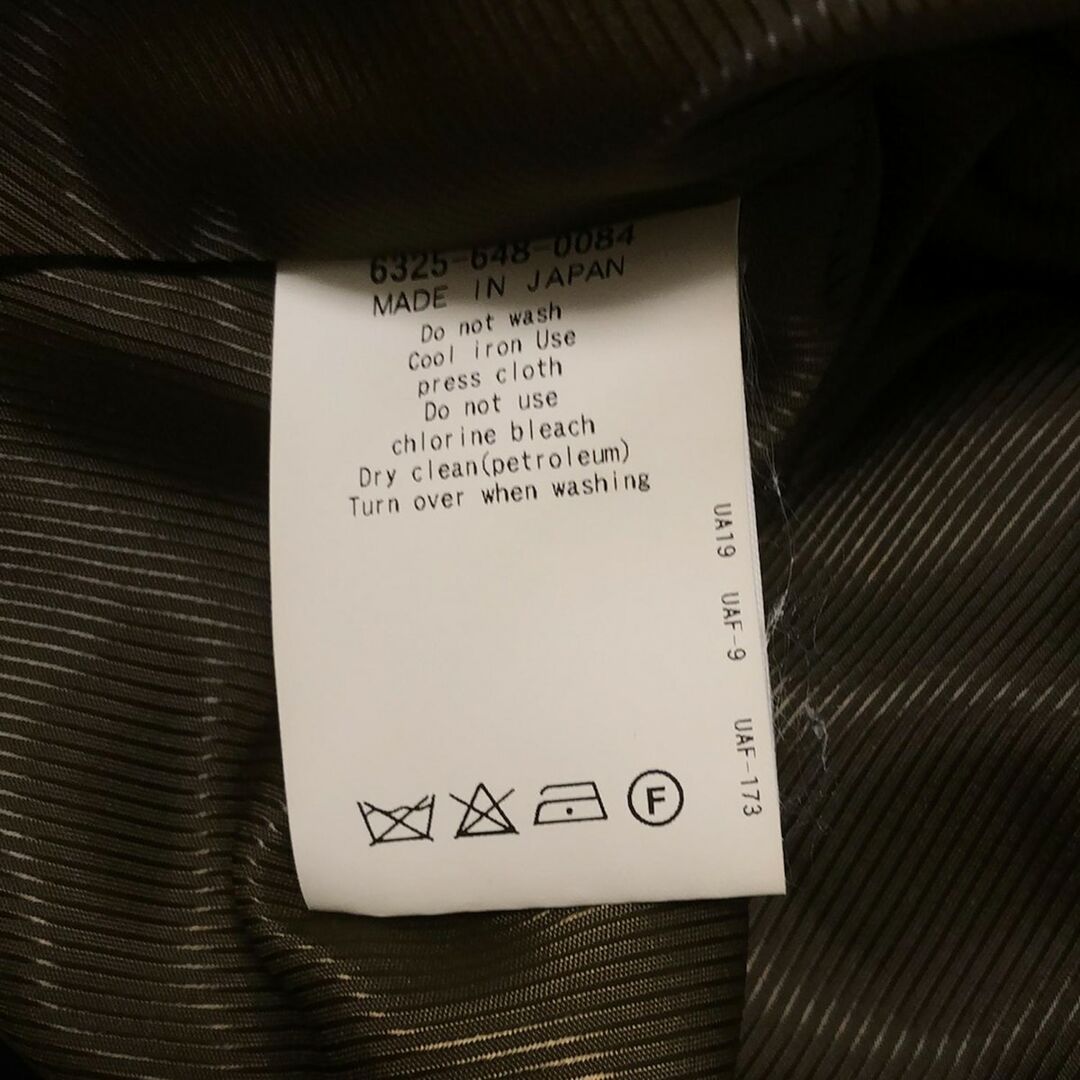 6325-648-0084
MADE IN JAPAN
Do not wash
Cool iron Use
press cloth
Do not use
chlorine bleach
Dry clean(petroleum)
Turn over when washing
UA19 UAF-9 UAF-173
F